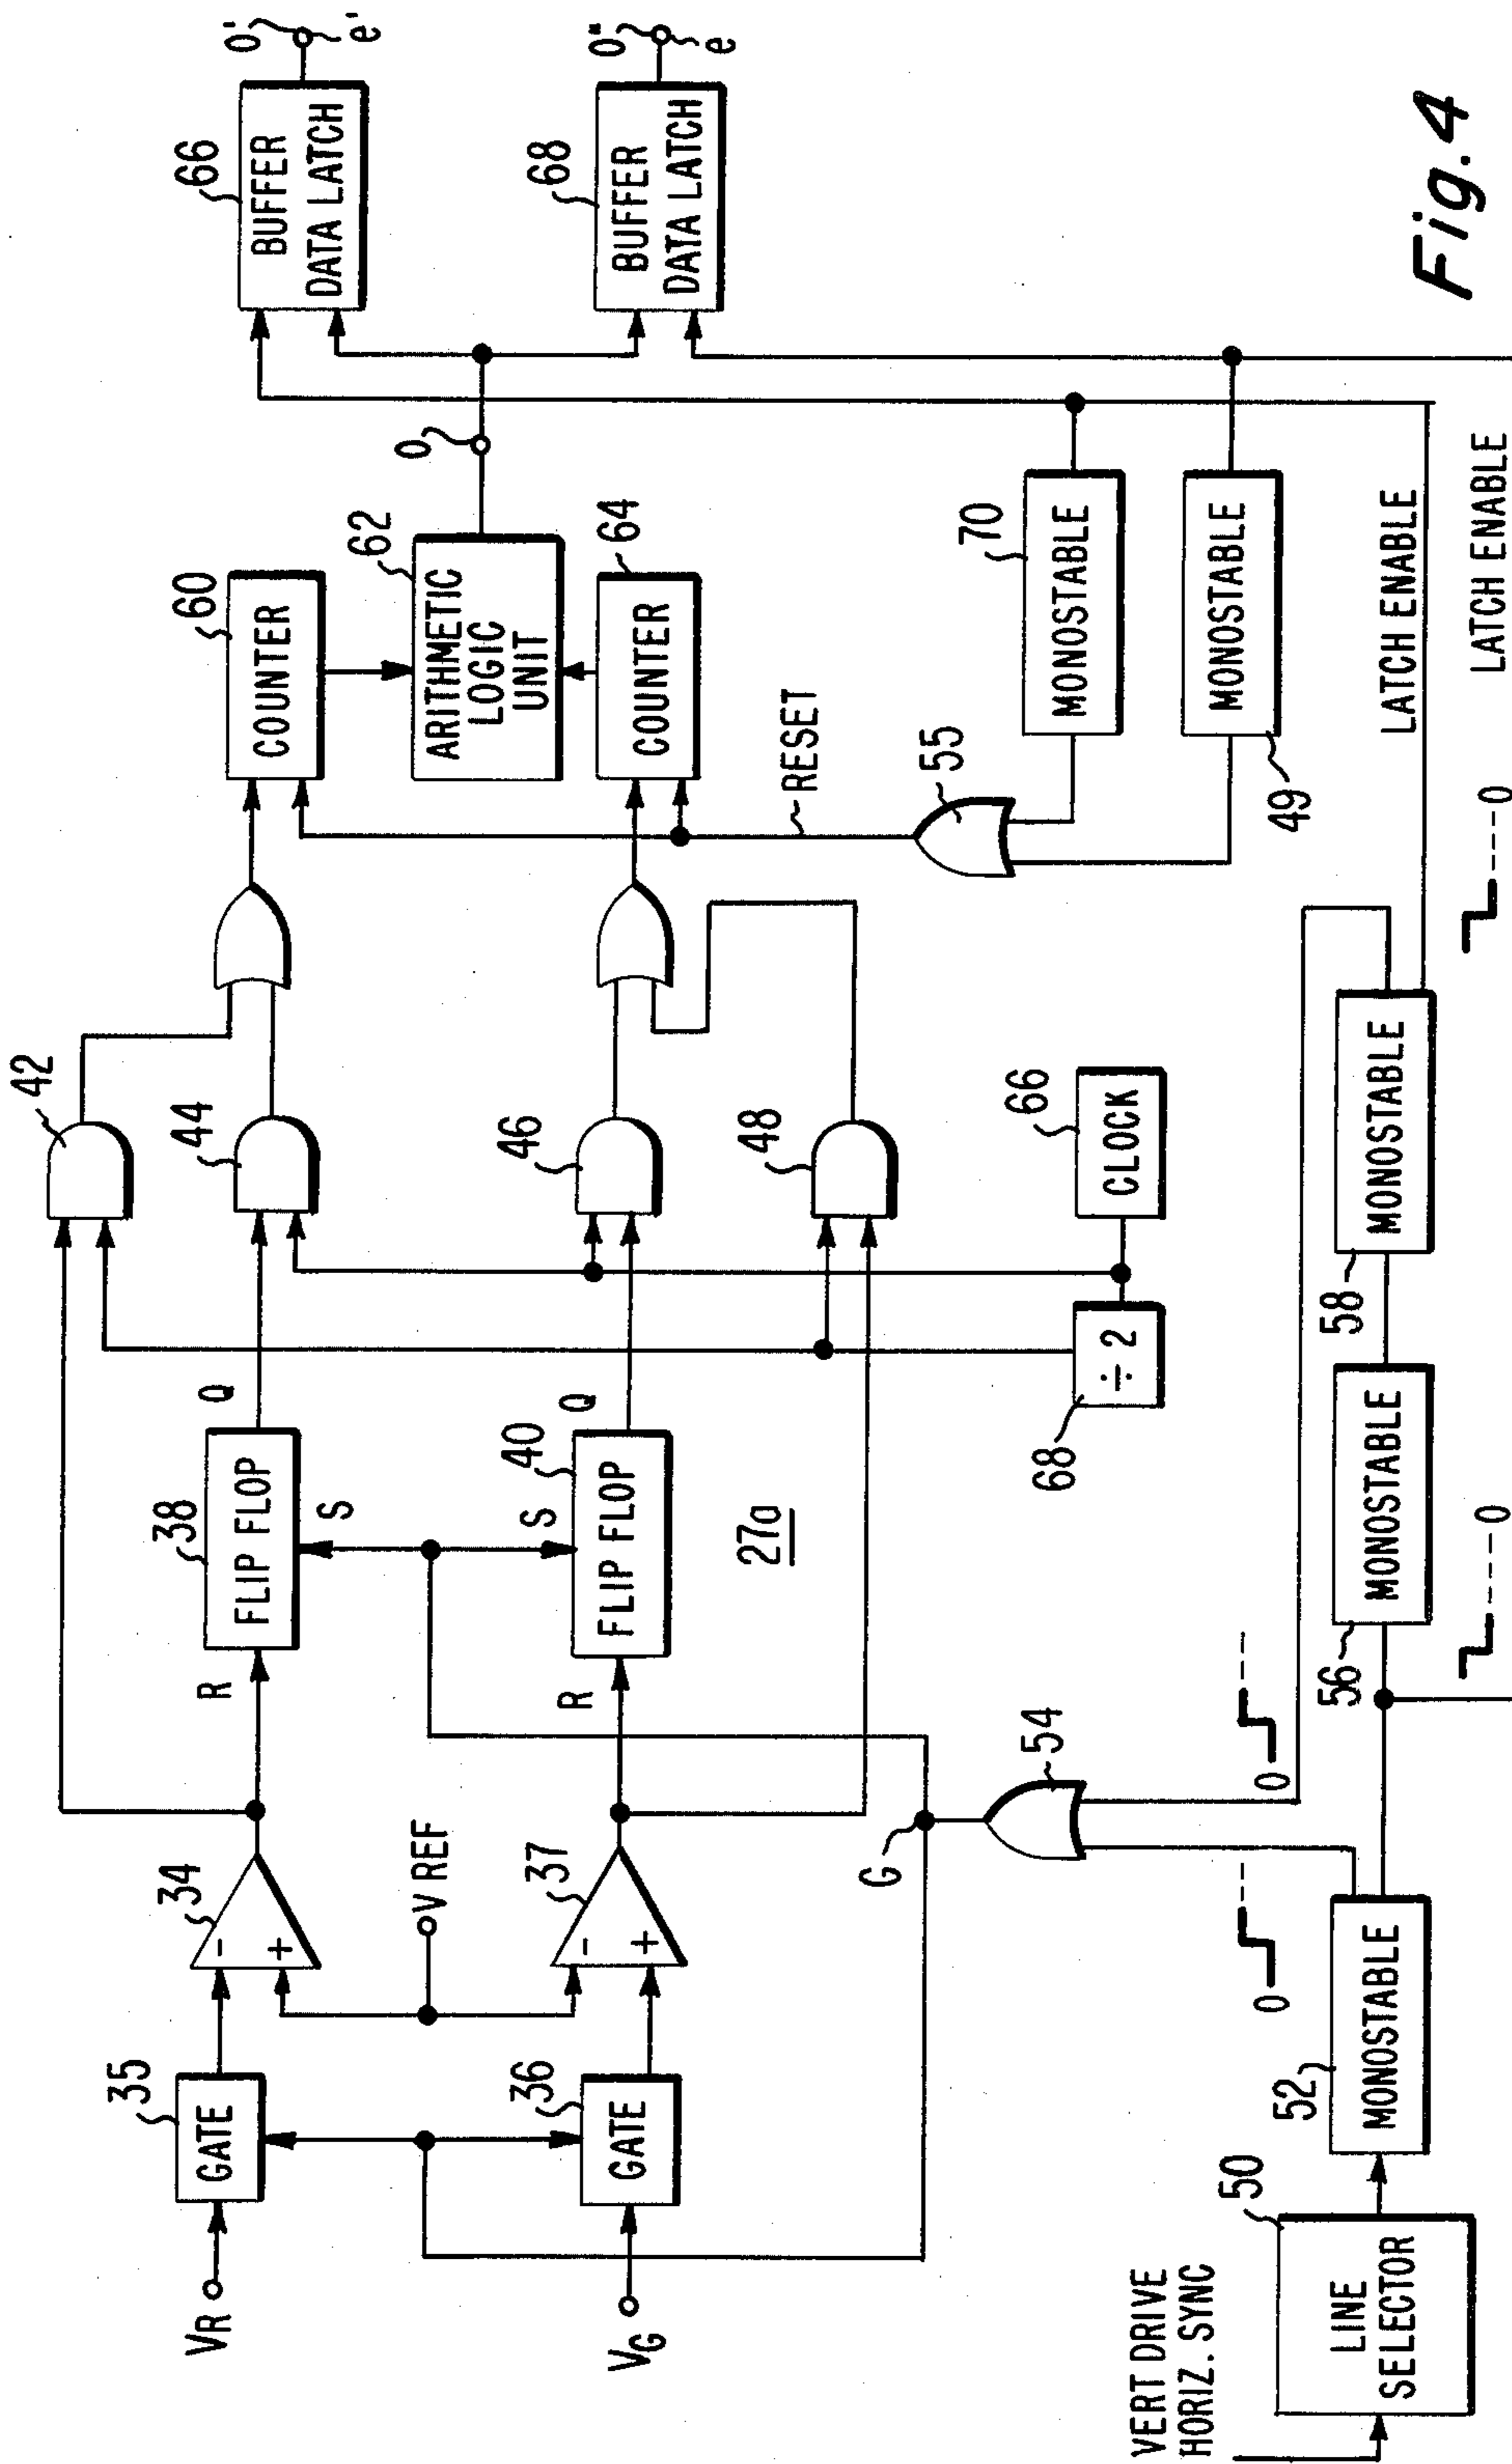 VR
35
GATE
34
-
+
R
38
FLIP FLOP
S
Q
42
44
60
COUNTER
66
BUFFER
DATA LATCH
O'
e'
V REF
62
ARITHMETIC
LOGIC
UNIT
O
VG
36
GATE
37
-
+
R
40
FLIP FLOP
S
Q
46
64
COUNTER
68
BUFFER
DATA LATCH
O"
e
27a
48
RESET
G
54
68
÷ 2
66
CLOCK
55
70
MONOSTABLE
49
MONOSTABLE
VERT DRIVE
HORIZ. SYNC
50
LINE
SELECTOR
52
MONOSTABLE
0
0
56
MONOSTABLE
58
MONOSTABLE
LATCH ENABLE
0
0
LATCH ENABLE
Fig.4